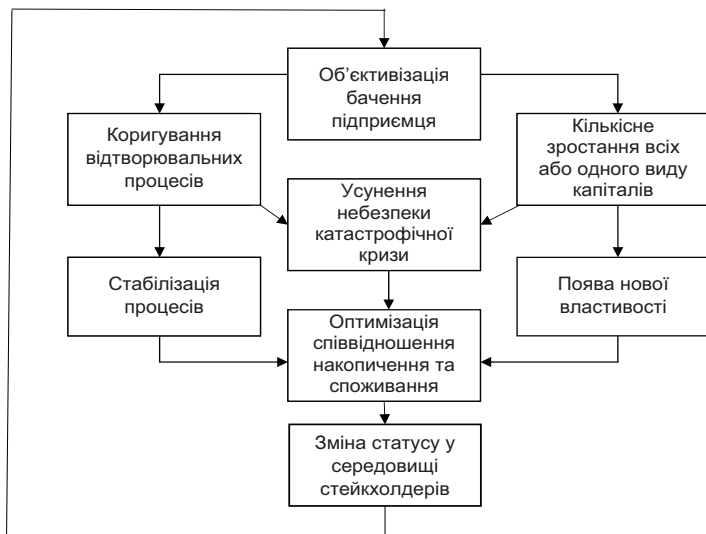 Об’єктивізація
бачення
підприємця
Коригування
відтворювальних
процесів
Кількісне
зростання всіх
або одного виду
капіталів
Усунення
небезпеки
катастрофічної
кризи
Стабілізація
процесів
Поява нової
властивості
Оптимізація
співвідношення
накопичення та
споживання
Зміна статусу у
середовищі
стейкхолдерів